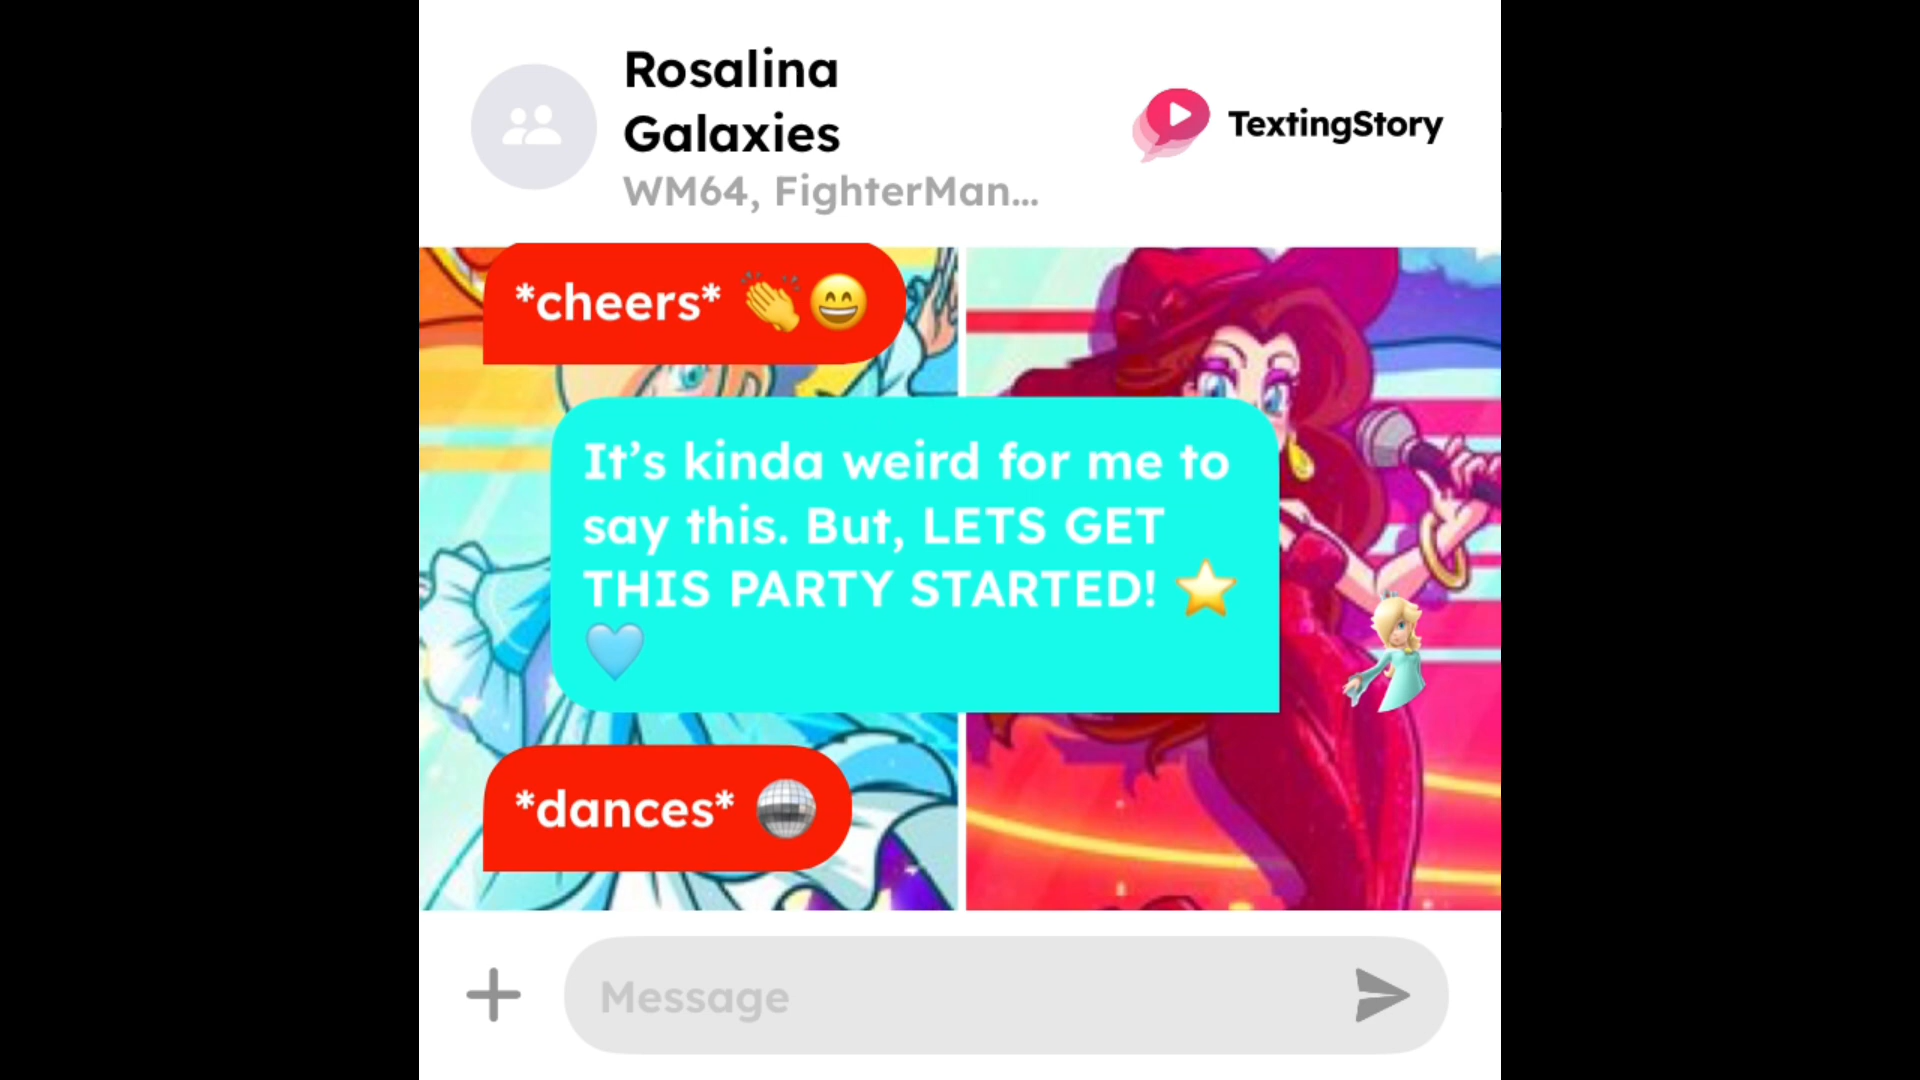 Rosalina
Galaxies
WM64, FighterMan...
TextingStory
*cheers* 👏😄
It’s kinda weird for me to
say this. But, LETS GET
THIS PARTY STARTED! ⭐
🩵
*dances* 🪩
Message